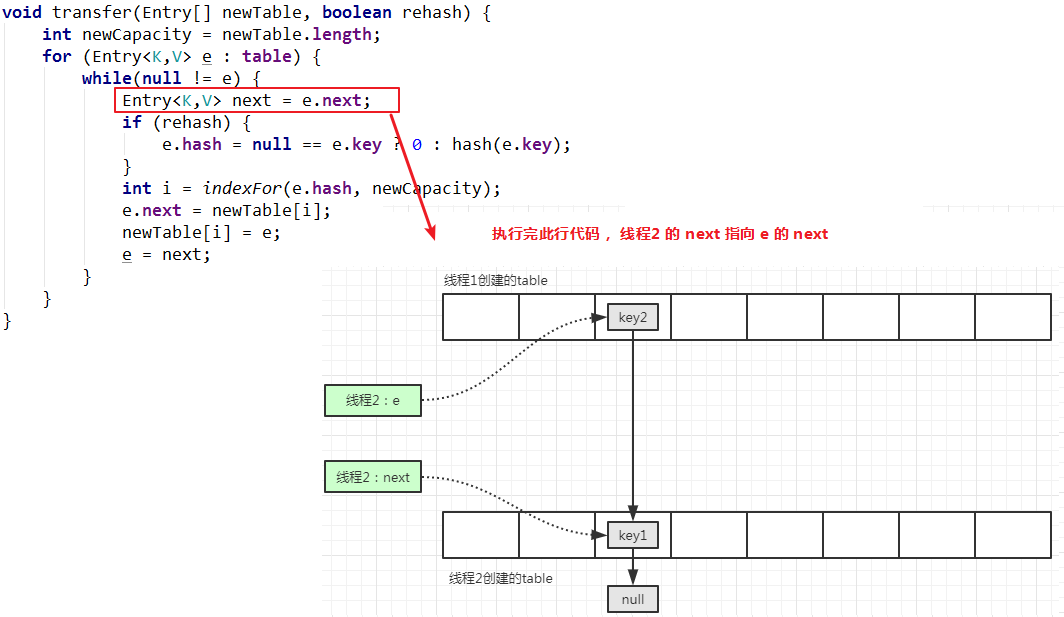 void transfer(Entry[] newTable, boolean rehash) {
int newCapacity = newTable.length;
for (Entry<K,V> e : table) {
while(null != e) {
Entry<K,V> next = e.next;
if (rehash) {
e.hash = null == e.key ? 0 : hash(e.key);
}
int i = indexFor(e.hash, newCapacity);
e.next = newTable[i];
newTable[i] = e;
e = next;
}
}
}
执行完此行代码 ，线程2 的 next 指向 e 的 next
线程1创建的table
key2
线程2：e
线程2：next
key1
线程2创建的table
null